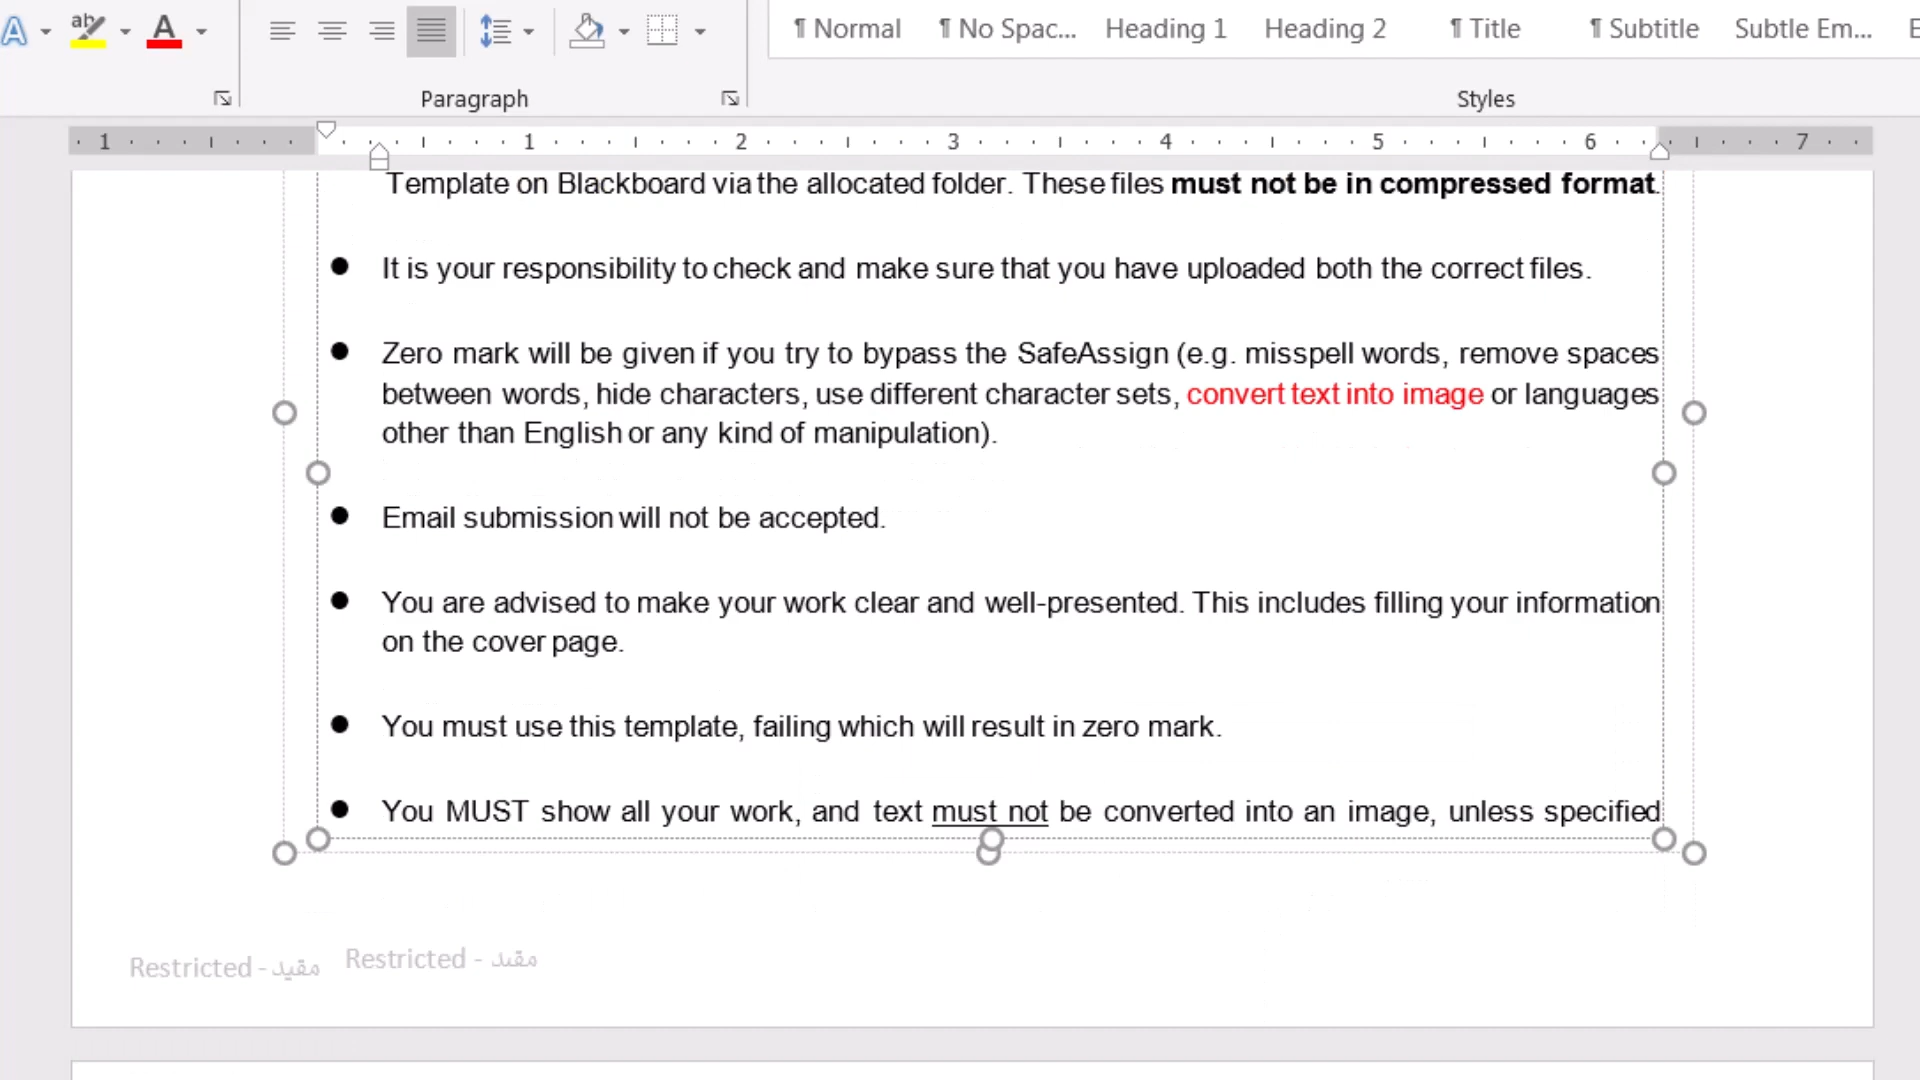 A ab A
¶ Normal ¶ No Spac... Heading 1 Heading 2 ¶ Title ¶ Subtitle Subtle Em... E
Paragraph Styles
1 1 2 3 4 5 6 7
Template on Blackboard via the allocated folder. These files must not be in compressed format.
● It is your responsibility to check and make sure that you have uploaded both the correct files.
● Zero mark will be given if you try to bypass the SafeAssign (e.g. misspell words, remove spaces
between words, hide characters, use different character sets, convert text into image or languages
other than English or any kind of manipulation).
● Email submission will not be accepted.
● You are advised to make your work clear and well-presented. This includes filling your information
on the cover page.
● You must use this template, failing which will result in zero mark.
● You MUST show all your work, and text must not be converted into an image, unless specified
Restricted - مقيد Restricted - مقيد